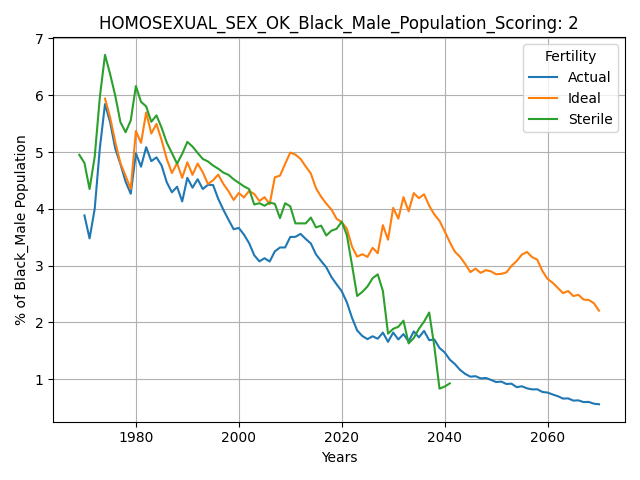 HOMOSEXUAL_SEX_OK_Black_Male_Population_Scoring: 2
7
6
5
4
3
2
1
% of Black_Male Population
Fertility
Actual
Ideal
Sterile
1980
2000
2020
2040
2060
Years